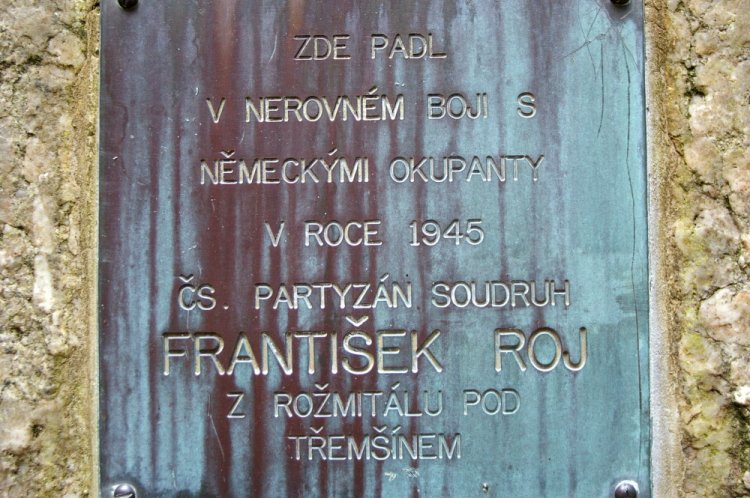 ZDE PADL
V NEROVNÉM BOJI S
NĚMECKÝMI OKUPANTY
V ROCE 1945
ČS. PARTYZÁN SOUDRUH
FRANTIŠEK ROJ
Z ROŽMITÁLU POD
TŘEMŠÍNEM